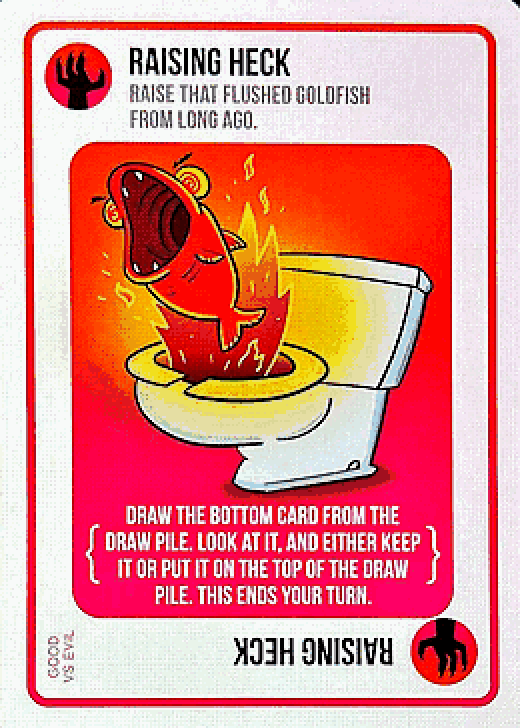 RAISING HECK
RAISE THAT FLUSHED GOLDFISH
FROM LONG AGO.
DRAW THE BOTTOM CARD FROM THE
DRAW PILE. LOOK AT IT, AND EITHER KEEP
IT OR PUT IT ON THE TOP OF THE DRAW
PILE. THIS ENDS YOUR TURN.
GOOD
VS EVIL
RAISING HECK